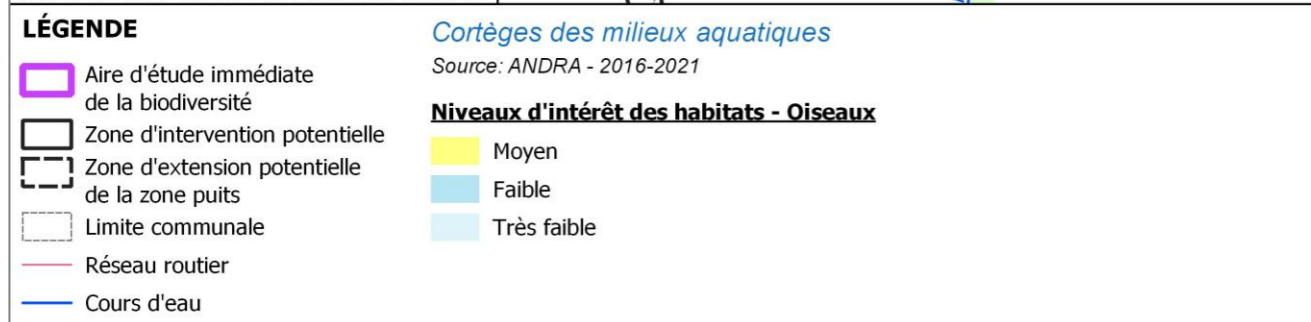 LÉGENDE
Aire d'étude immédiate
de la biodiversité
Zone d'intervention potentielle
Zone d'extension potentielle
de la zone puits
Limite communale
Réseau routier
Cours d'eau
Cortèges des milieux aquatiques
Source: ANDRA - 2016-2021
Niveaux d'intérêt des habitats - Oiseaux
Moyen
Faible
Très faible